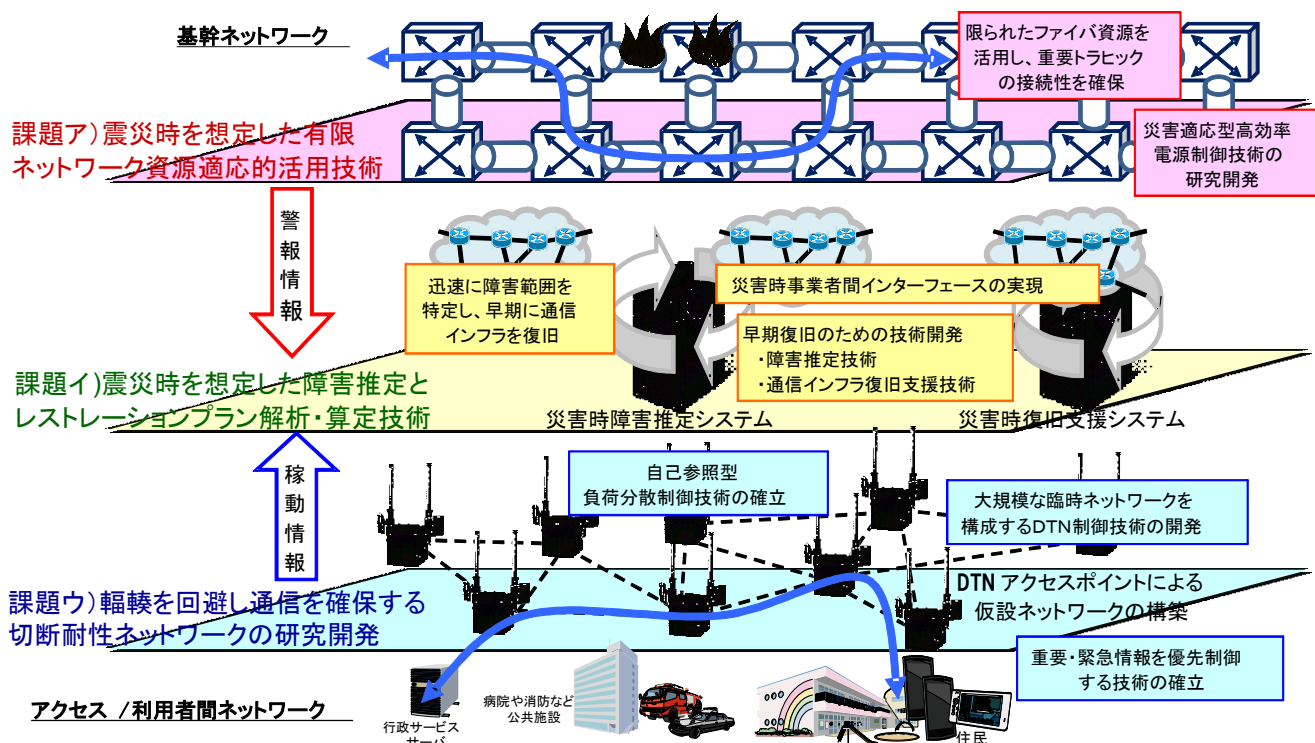 基幹ネットワーク
限られたファイバ資源を
活用し、重要トラヒック
の接続性を確保
課題ア）震災時を想定した有限
ネットワーク資源適応的活用技術
災害適応型高効率
電源制御技術の
研究開発
警報情報
迅速に障害範囲を
特定し、早期に通信
インフラを復旧
災害時事業者間インターフェースの実現
早期復旧のための技術開発
・障害推定技術
・通信インフラ復旧支援技術
課題イ)震災時を想定した障害推定と
レストレーションプラン解析・算定技術
災害時障害推定システム
災害時復旧支援システム
稼動情報
自己参照型
負荷分散制御技術の確立
大規模な臨時ネットワークを
構成するDTN制御技術の開発
課題ウ）輻輳を回避し通信を確保する
切断耐性ネットワークの研究開発
DTN アクセスポイントによる
仮設ネットワークの構築
重要・緊急情報を優先制御
する技術の確立
アクセス /利用者間ネットワーク
行政サービス
サーバ
病院や消防など
公共施設
住民